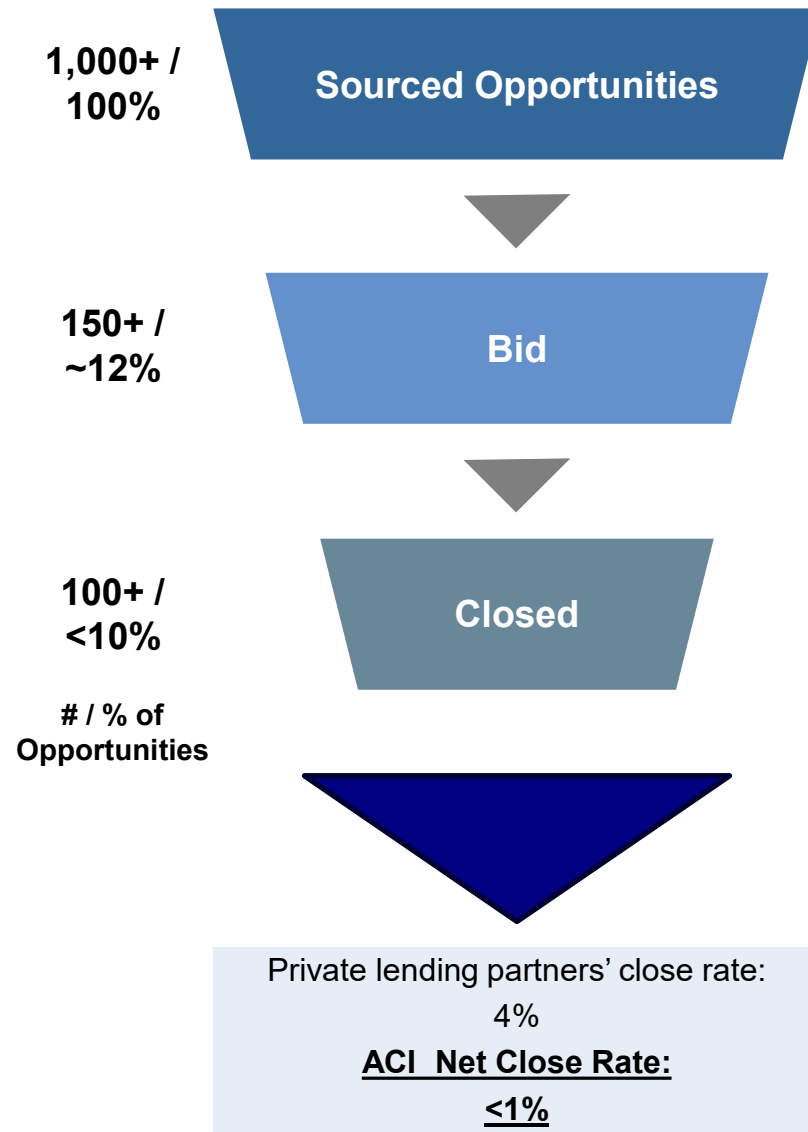 1,000+ /
100%
Sourced Opportunities
150+ /
~12%
Bid
100+ /
<10%
Closed
# / % of
Opportunities
Private lending partners’ close rate:
4%
ACI Net Close Rate:
<1%